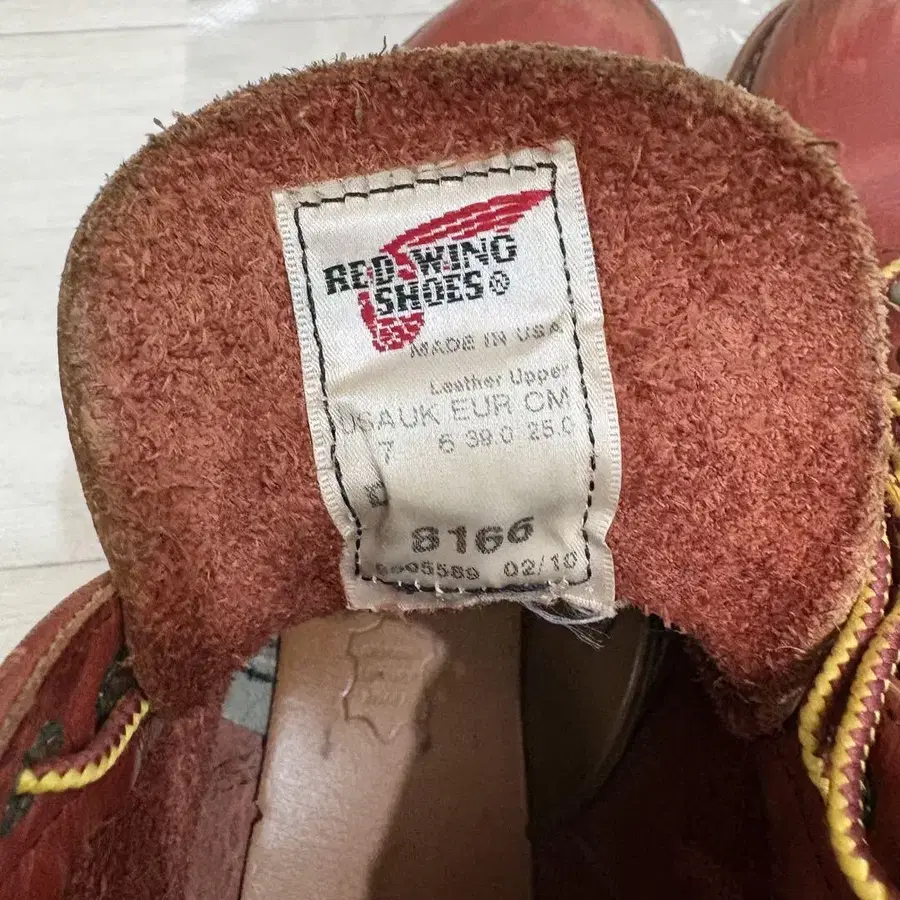 RED WING
SHOES®
MADE IN USA
Leather Upper
USA UK EUR CM
7 6 39.0 25.0
8166
02/10